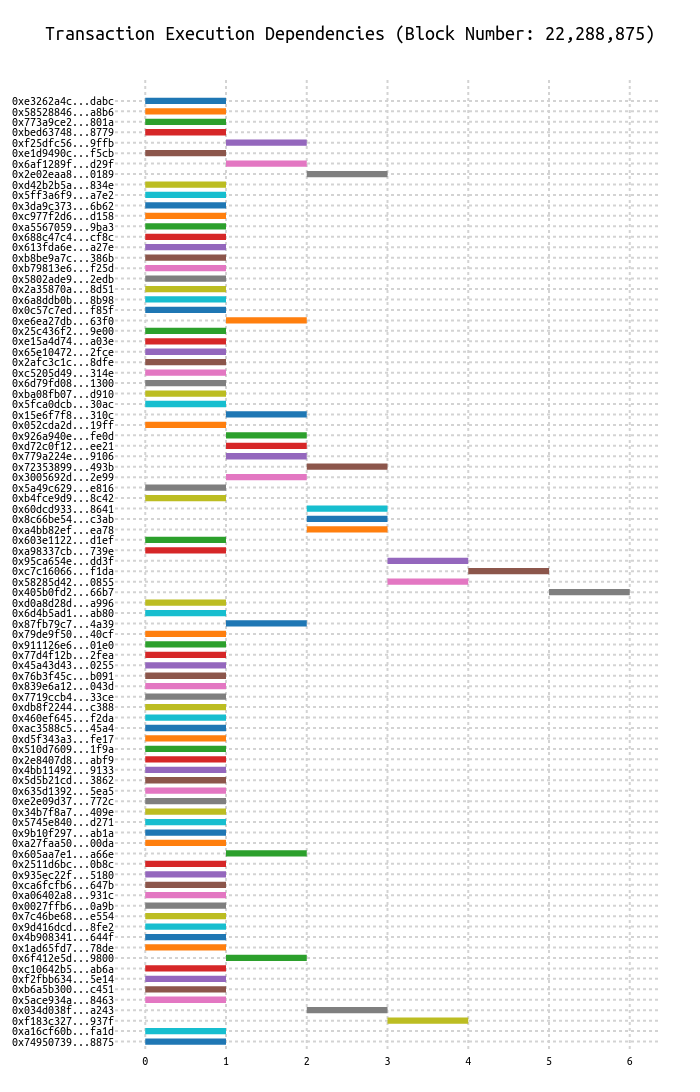 Transaction Execution Dependencies (Block Number: 22,288,875)
0xe3262a4c...dabc
0x58528846...a8b6
0x773a9ce2...801a
0xbed63748...8779
0xf25dfc56...9ffb
0xe1d9490c...f5cb
0x6af1289f...d29f
0x2e02eaa8...0189
0xd42b2b5a...834e
0x5ff3a6f9...a7e2
0x3da9c373...6b62
0xc977f2d6...d158
0xa5567059...9ba3
0x688c47c4...cf8c
0x613fda6e...a27e
0xb8be9a7c...386b
0xb79813e6...f25d
0x5802ade9...2edb
0x2a35870a...8d51
0x6a8ddb0b...8b98
0x0c57c7ed...f85f
0xe6ea27db...63f0
0x25c436f2...9e00
0xe15a4d74...a03e
0x65e10472...2fce
0x2afc3c1c...8dfe
0xc5205d49...314e
0x6d79fd08...1300
0xba08fb07...d910
0x5fca0dcb...30ac
0x15e6f7f8...310c
0x052cda2d...19ff
0x926a940e...fe0d
0xd72c0f12...ee21
0x779a224e...9106
0x72353899...493b
0x3005692d...2e99
0x5a49c629...e816
0xb4fce9d9...8c42
0x60dcd933...8641
0x8c66be54...c3ab
0xa4bb82ef...ea78
0x603e1122...d1ef
0xa98337cb...739e
0x95ca654e...dd3f
0xc7c16066...f1da
0x58285d42...0855
0x405b0fd2...66b7
0xd0a8d28d...a996
0x6d4b5ad1...ab80
0x87fb79c7...4a39
0x79de9f50...40cf
0x911126e6...01e0
0x77d4f12b...2fea
0x45a43d43...0255
0x76b3f45c...b091
0x839e6a12...043d
0x7719ccb4...33ce
0xdb8f2244...c388
0x460ef645...f2da
0xac3588c5...45a4
0xd5f343a3...fe17
0x510d7609...1f9a
0x2e8407d8...abf9
0x4bb11492...9133
0x5d5b21cd...3862
0x635d1392...5ea5
0xe2e09d37...772c
0x34b7f8a7...409e
0x5745e840...d271
0x9b10f297...ab1a
0xa27faa50...00da
0x605aa7e1...a66e
0x2511d6bc...0b8c
0x935ec22f...5180
0xca6fcfb6...647b
0xa06402a8...931c
0x0027ffb6...0a9b
0x7c46be68...e554
0x9d416dcd...8fe2
0x4b908341...644f
0x1ad65fd7...78de
0x6f412e5d...9800
0xc10642b5...ab6a
0xf2fbb634...5e14
0xb6a5b300...c451
0x5ace934a...8463
0x034d038f...a243
0xf183c327...937f
0xa16cf60b...fa1d
0x74950739...8875
0 1 2 3 4 5 6